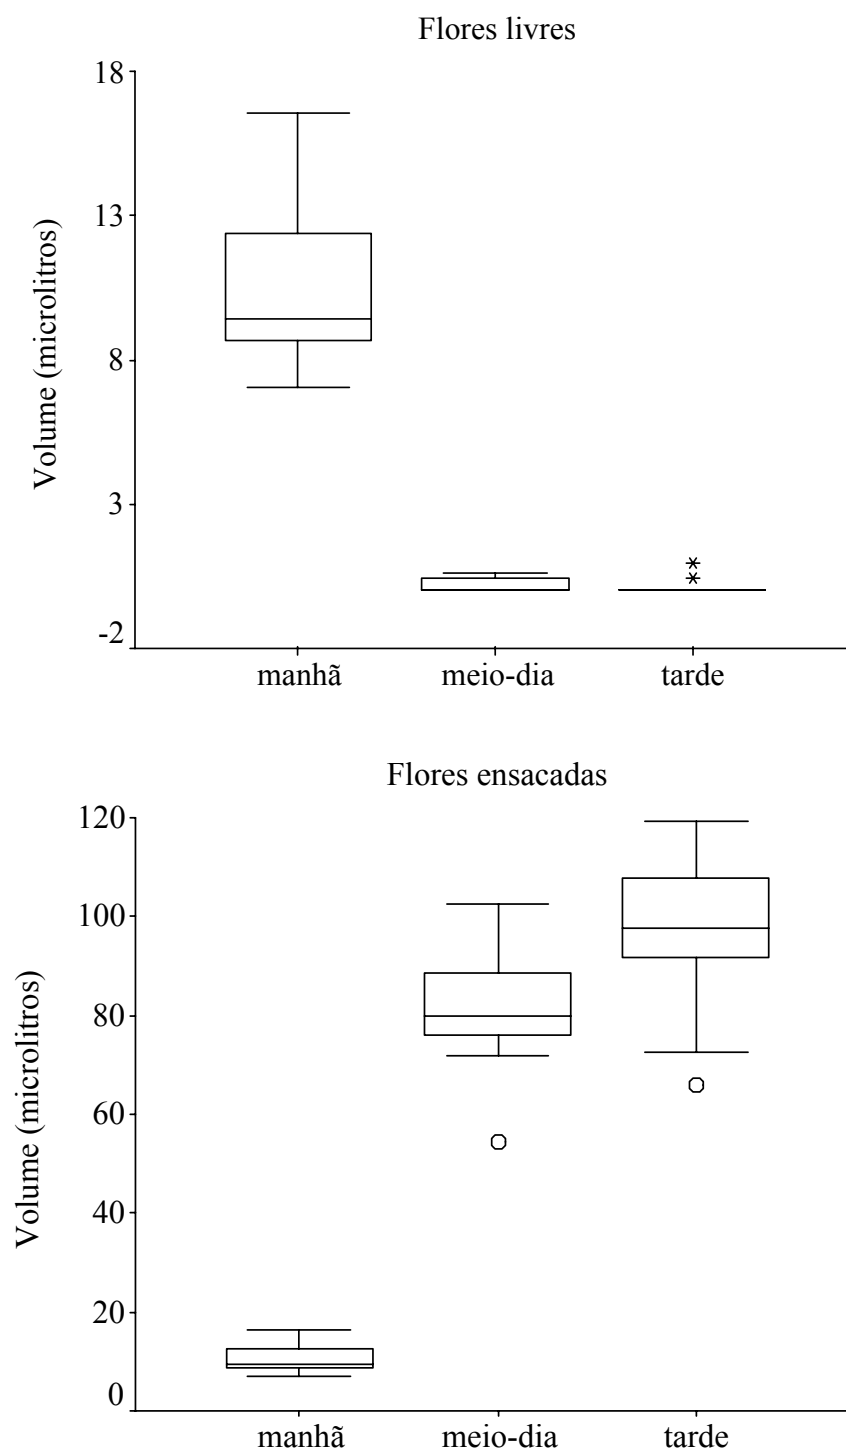 Flores livres
Volume (microlitros)
18
13
8
3
-2
manhã meio-dia tarde
Flores ensacadas
Volume (microlitros)
120
100
80
60
40
20
0
manhã meio-dia tarde